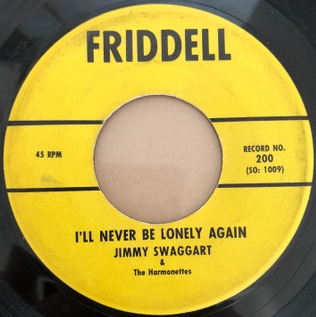 FRIDDELL
45 RPM
RECORD NO.
200
(SO: 1009)
I'LL NEVER BE LONELY AGAIN
JIMMY SWAGGART
&
The Harmonettes